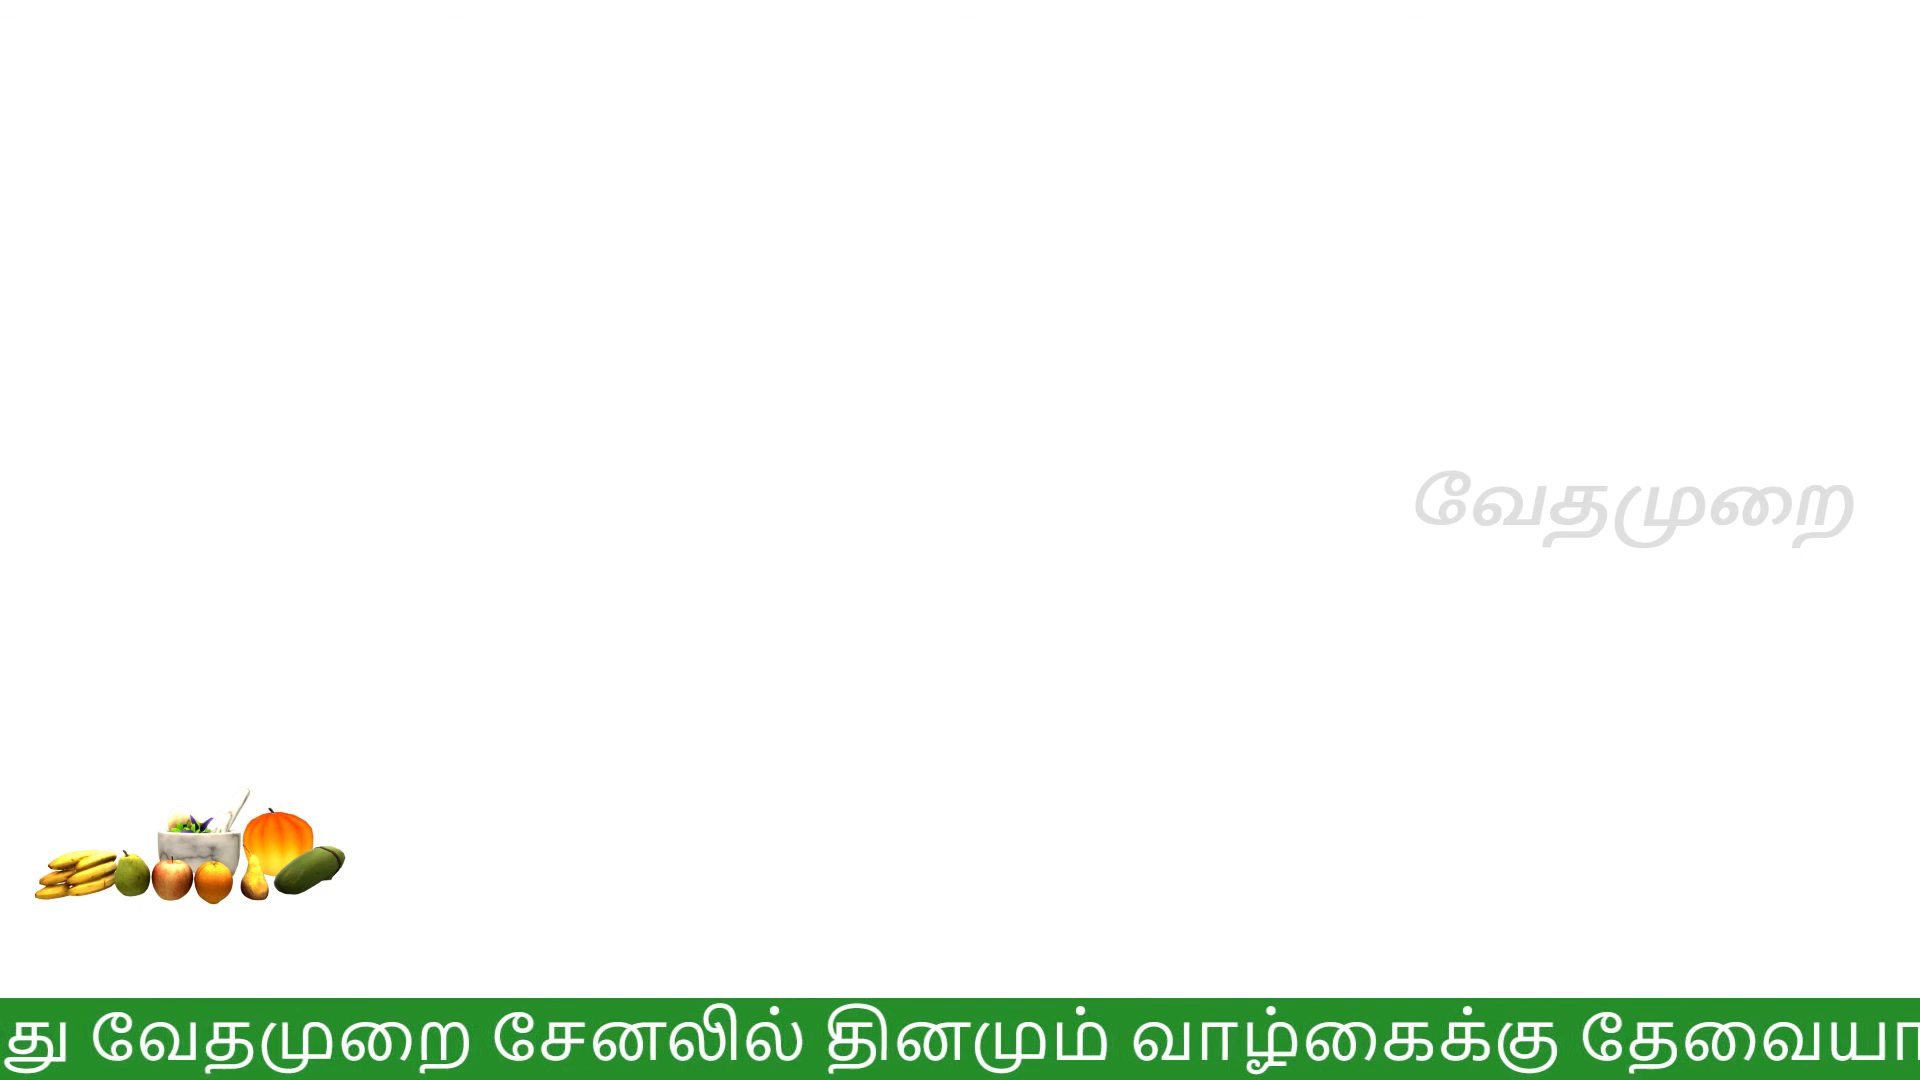 வேதமுறை
து வேதமுறை சேனலில் தினமும் வாழ்கைக்கு தேவையா